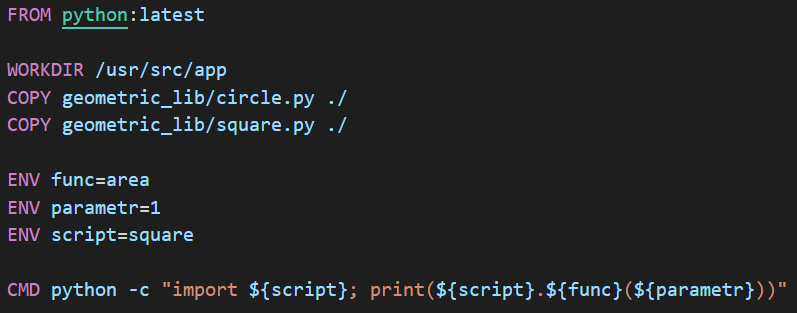 FROM python:latest
WORKDIR /usr/src/app
COPY geometric_lib/circle.py ./
COPY geometric_lib/square.py ./
ENV func=area
ENV parametr=1
ENV script=square
CMD python -c "import ${script}; print(${script}.${func}(${parametr}))"